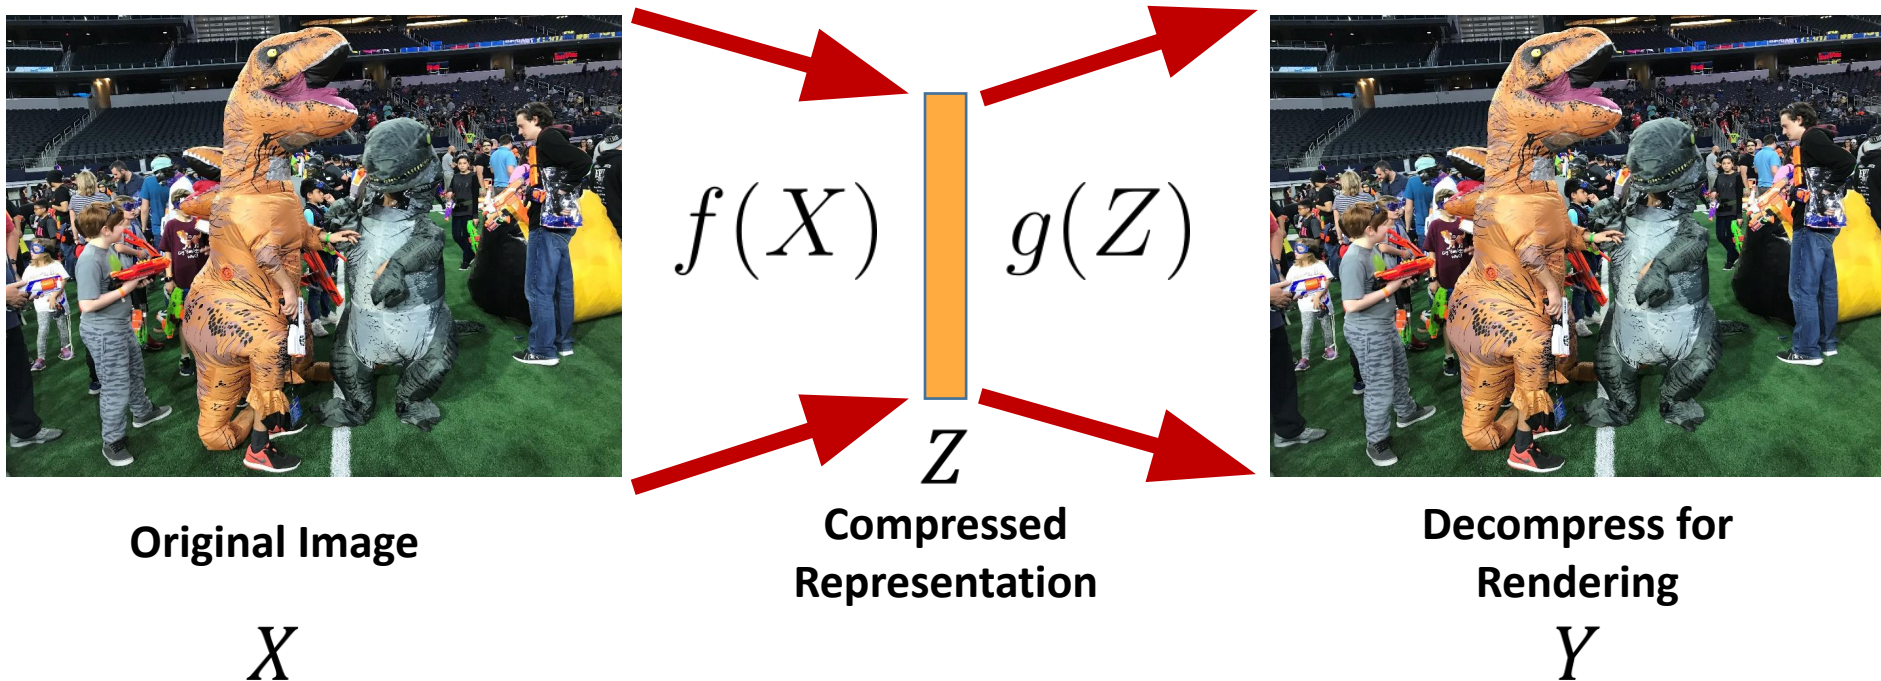 f(X)
g(Z)
Z
Original Image
Compressed
Representation
Decompress for
Rendering
X
Y